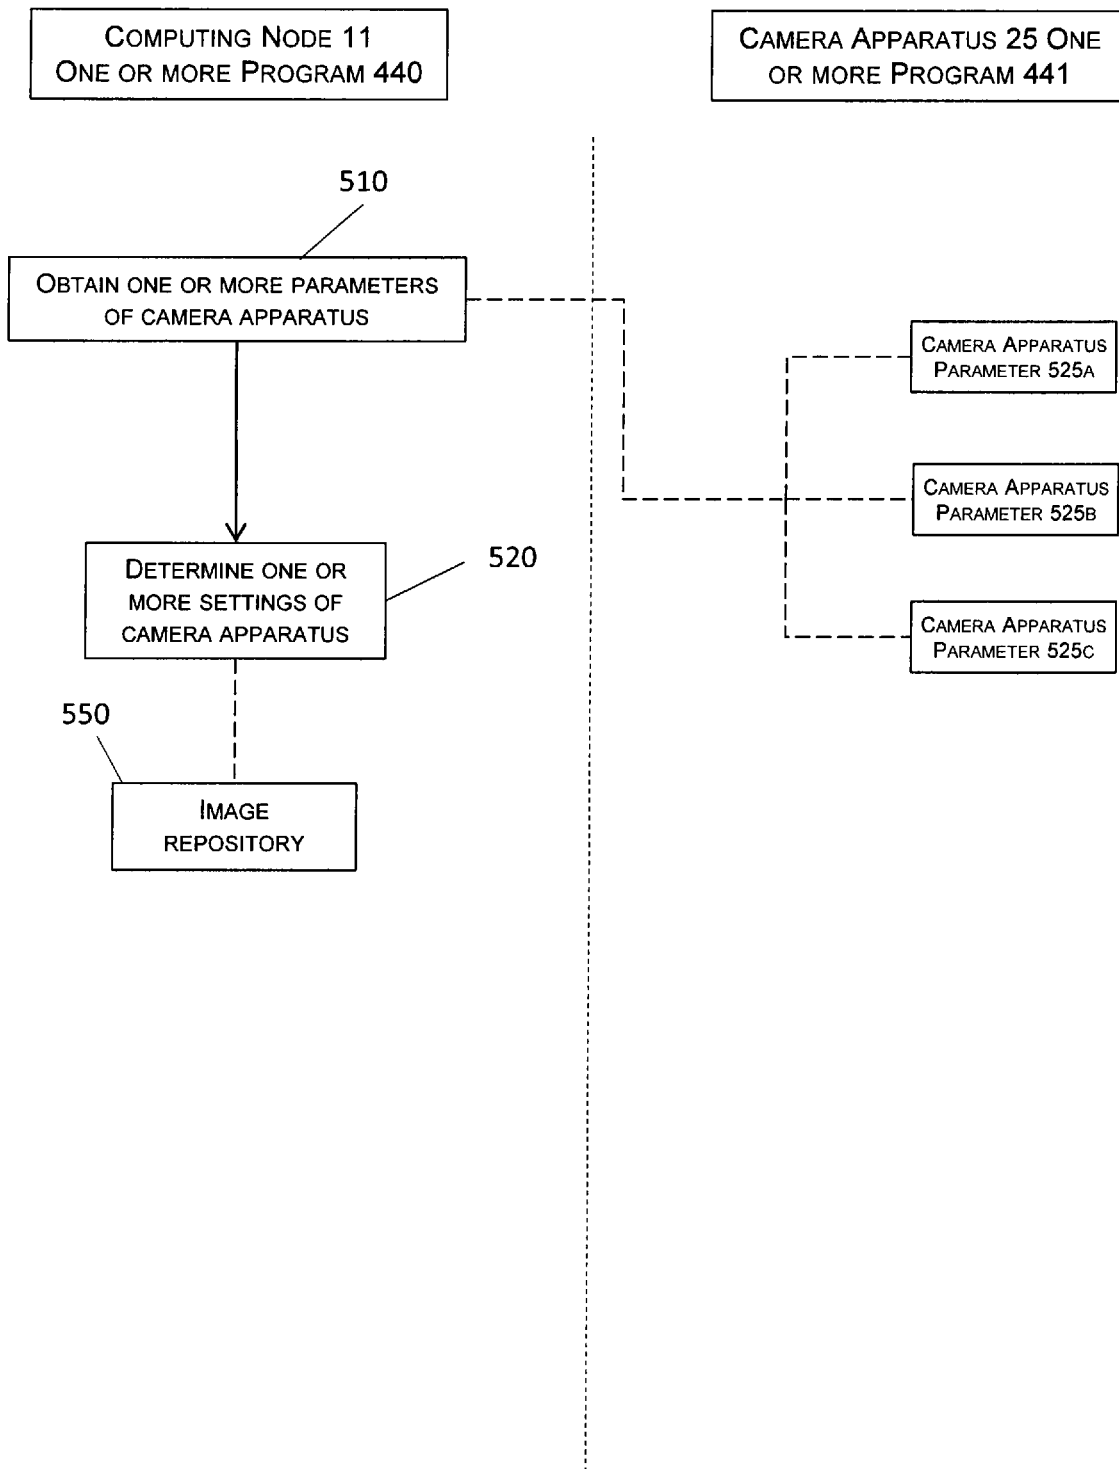 COMPUTING NODE 11
ONE OR MORE PROGRAM 440
CAMERA APPARATUS 25 ONE
OR MORE PROGRAM 441
510
OBTAIN ONE OR MORE PARAMETERS
OF CAMERA APPARATUS
CAMERA APPARATUS
PARAMETER 525A
CAMERA APPARATUS
PARAMETER 525B
DETERMINE ONE OR
MORE SETTINGS OF
CAMERA APPARATUS
520
CAMERA APPARATUS
PARAMETER 525C
550
IMAGE
REPOSITORY